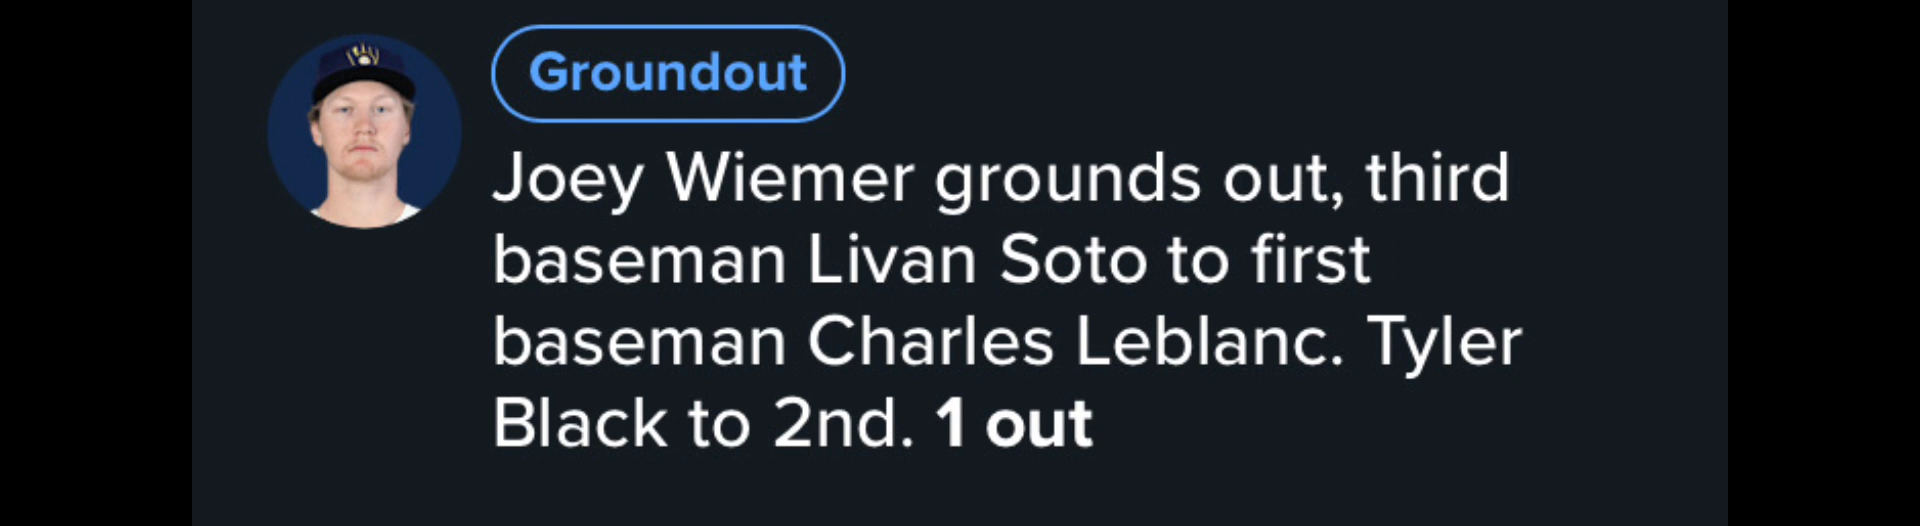 Groundout
Joey Wiemer grounds out, third
baseman Livan Soto to first
baseman Charles Leblanc. Tyler
Black to 2nd. 1 out